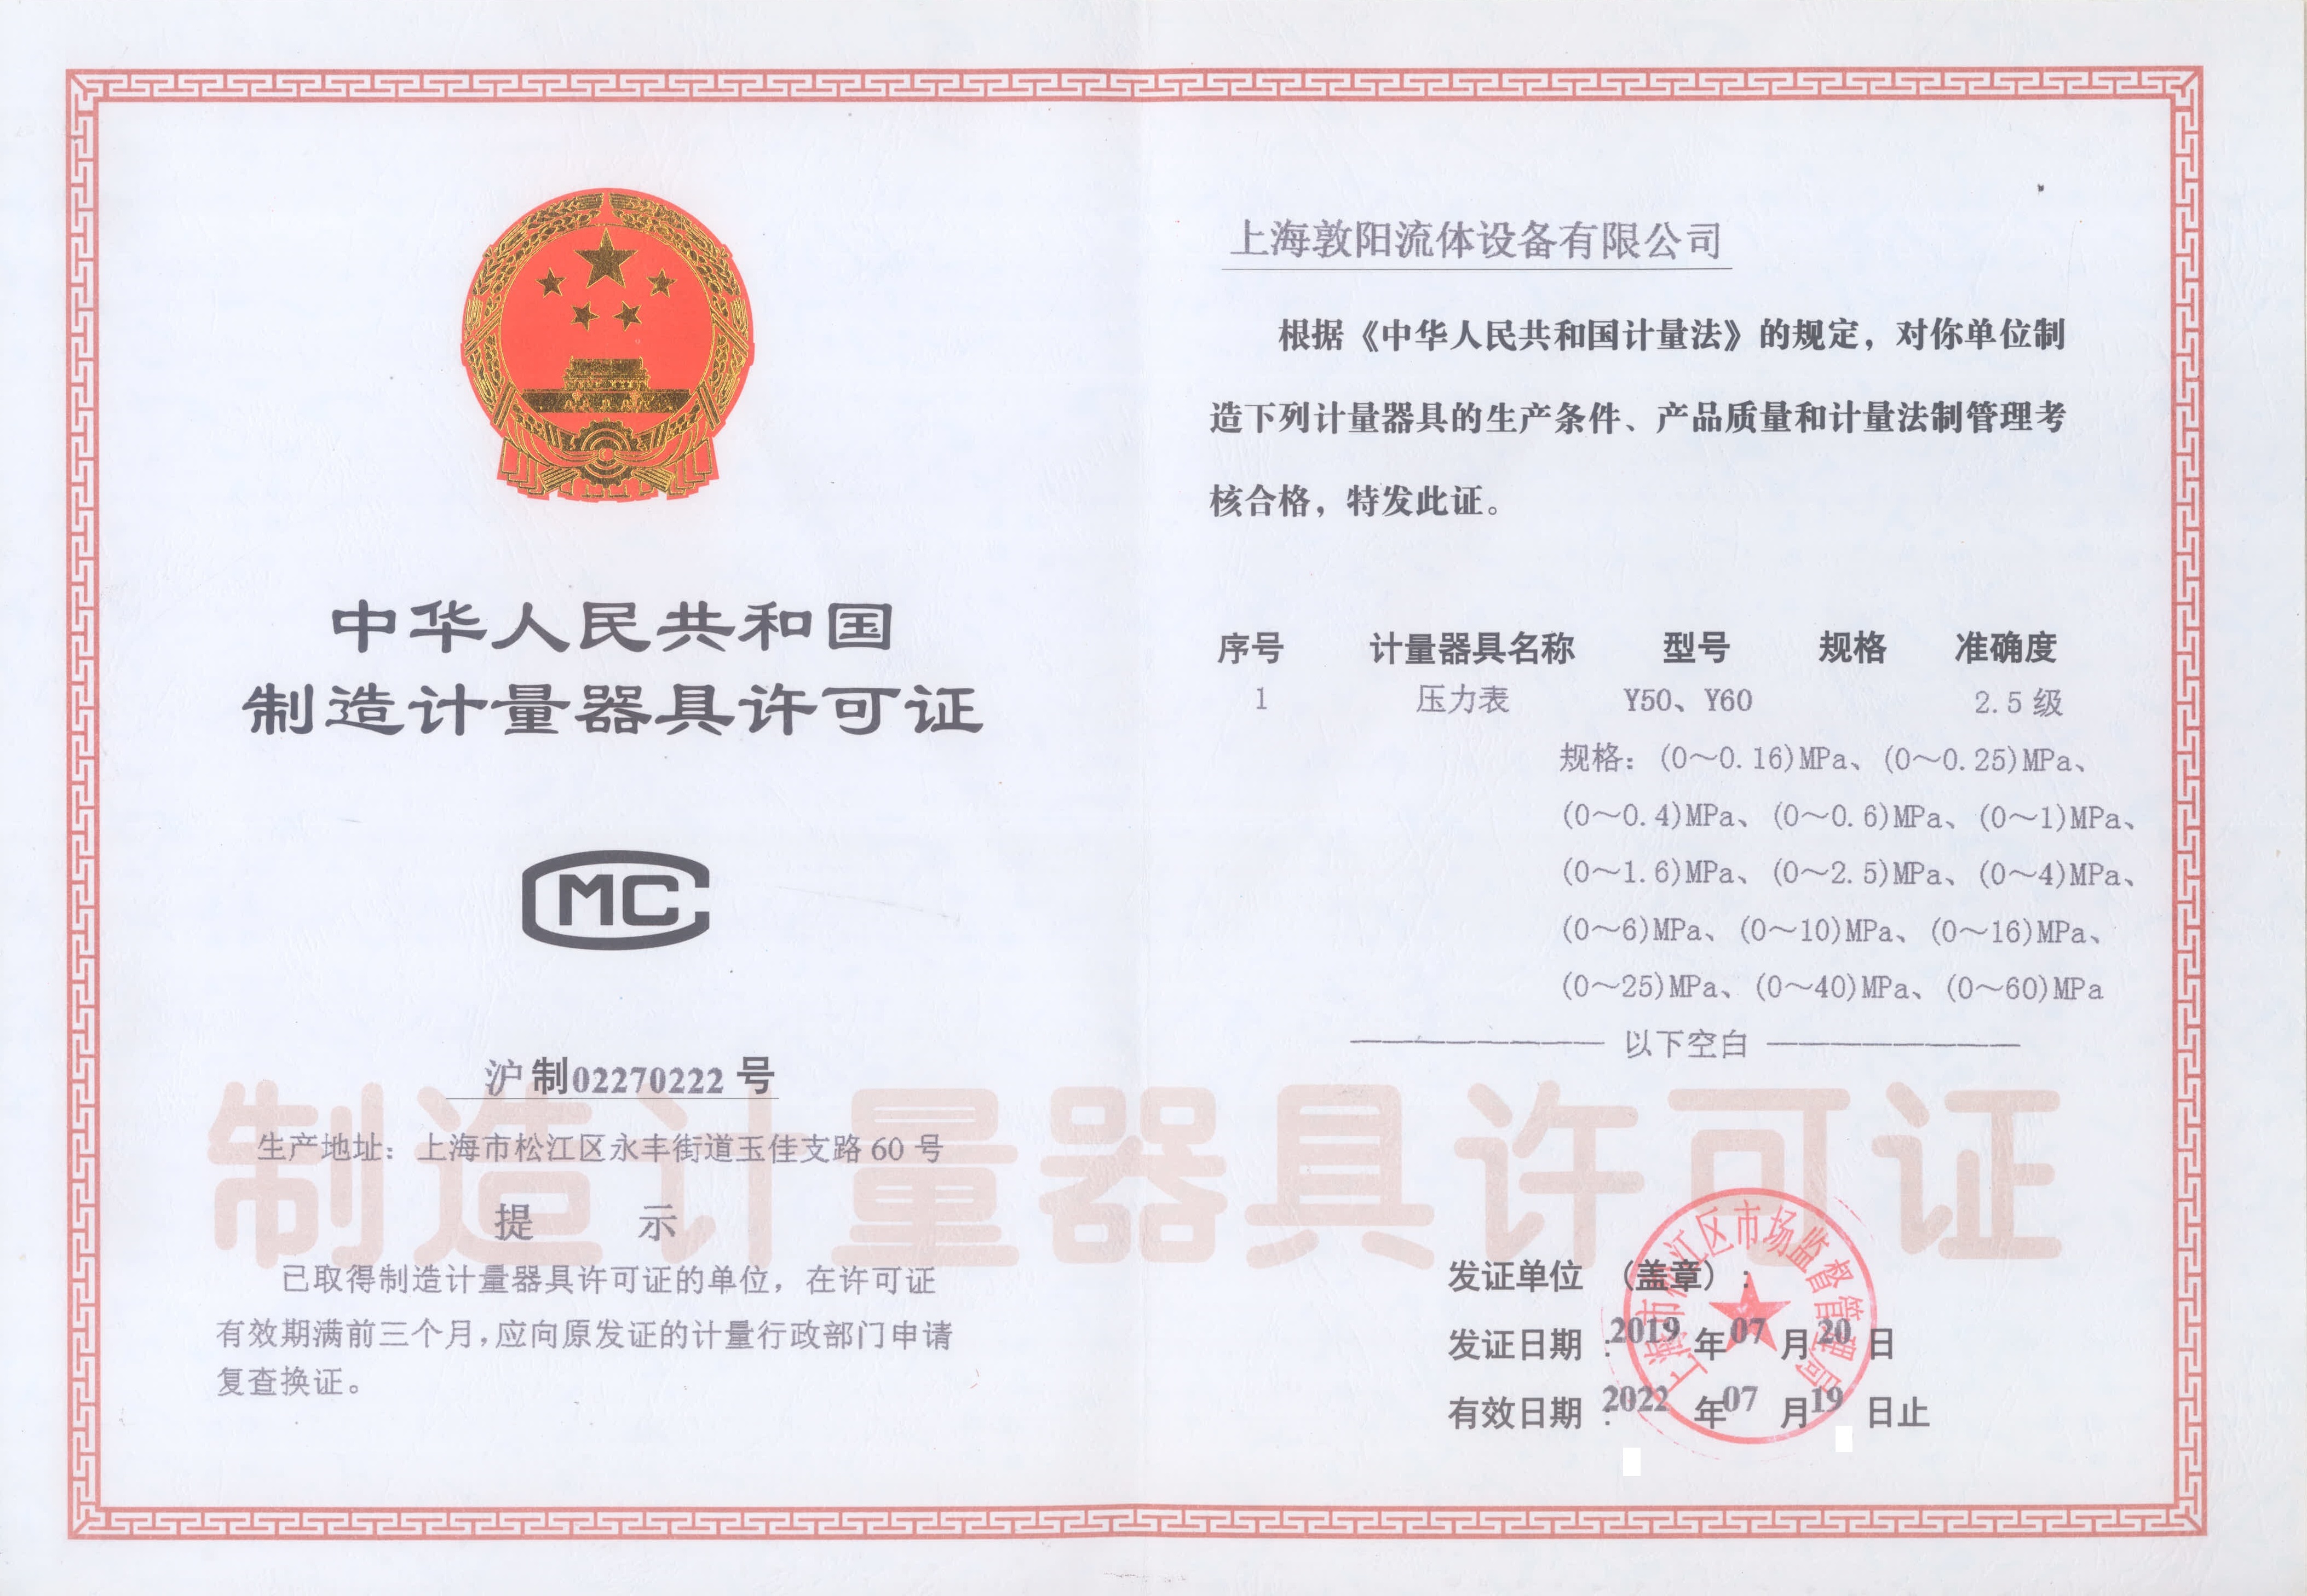 中华人民共和国
制造计量器具许可证
MC
沪制02270222号
生产地址：上海市松江区永丰街道玉佳支路60号
提 示
已取得制造计量器具许可证的单位，在许可证
有效期满前三个月，应向原发证的计量行政部门申请
复查换证。
上海敦阳流体设备有限公司
根据《中华人民共和国计量法》的规定，对你单位制
造下列计量器具的生产条件、产品质量和计量法制管理考
核合格，特发此证。
序号 计量器具名称 型号 规格 准确度
1 压力表 Y50、Y60 2.5级
规格：(0～0.16)MPa、(0～0.25)MPa、
(0～0.4)MPa、(0～0.6)MPa、(0～1)MPa、
(0～1.6)MPa、(0～2.5)MPa、(0～4)MPa、
(0～6)MPa、(0～10)MPa、(0～16)MPa、
(0～25)MPa、(0～40)MPa、(0～60)MPa
以下空白
制造计量器具许可证
发证单位（盖章）：
发证日期：2019年07月20日
有效日期：2022年07月19日止
上海市松江区市场监督管理局